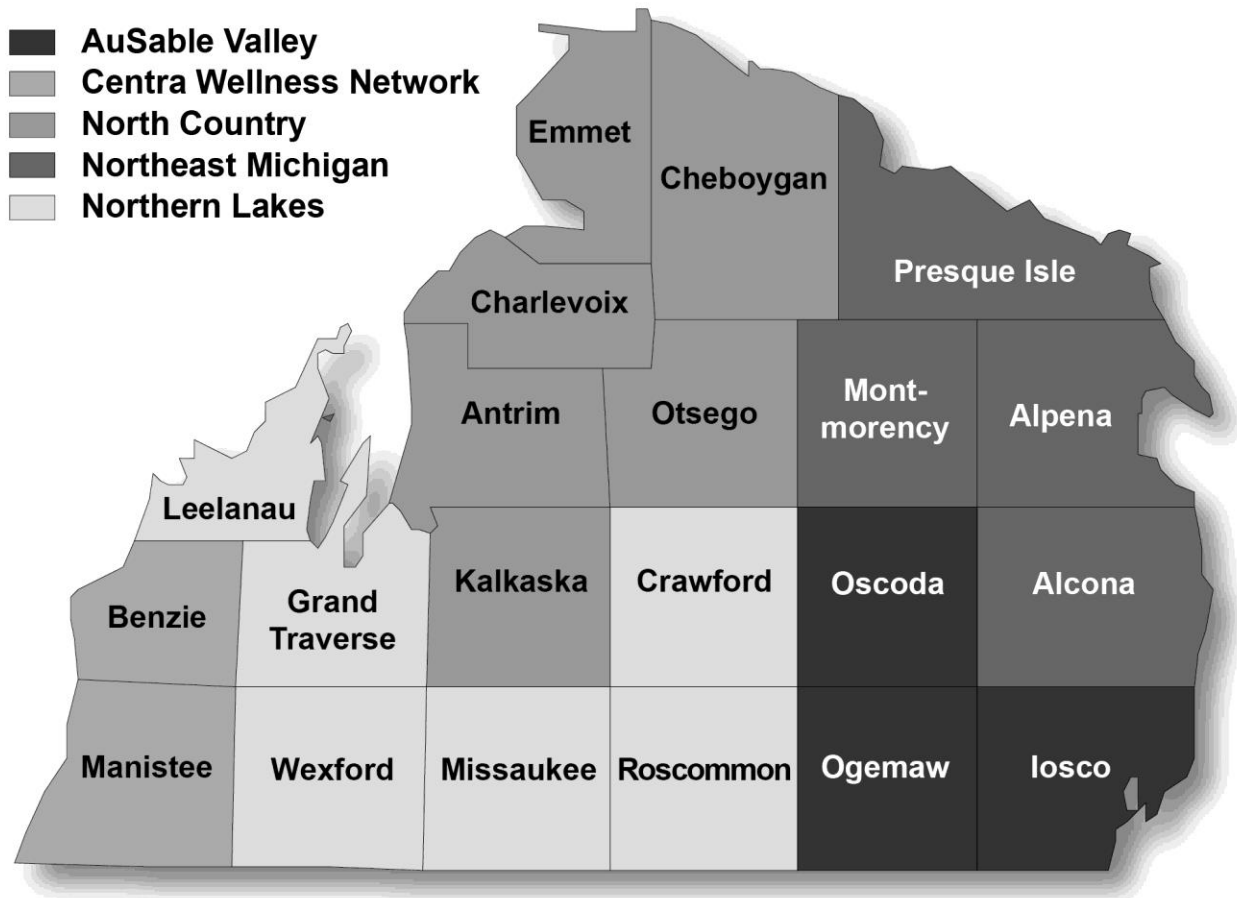 AuSable Valley
Centra Wellness Network
North Country
Northeast Michigan
Northern Lakes
Emmet
Cheboygan
Presque Isle
Charlevoix
Antrim
Otsego
Mont-
morency
Alpena
Leelanau
Benzie
Grand
Traverse
Kalkaska
Crawford
Oscoda
Alcona
Manistee
Wexford
Missaukee
Roscommon
Ogemaw
Iosco